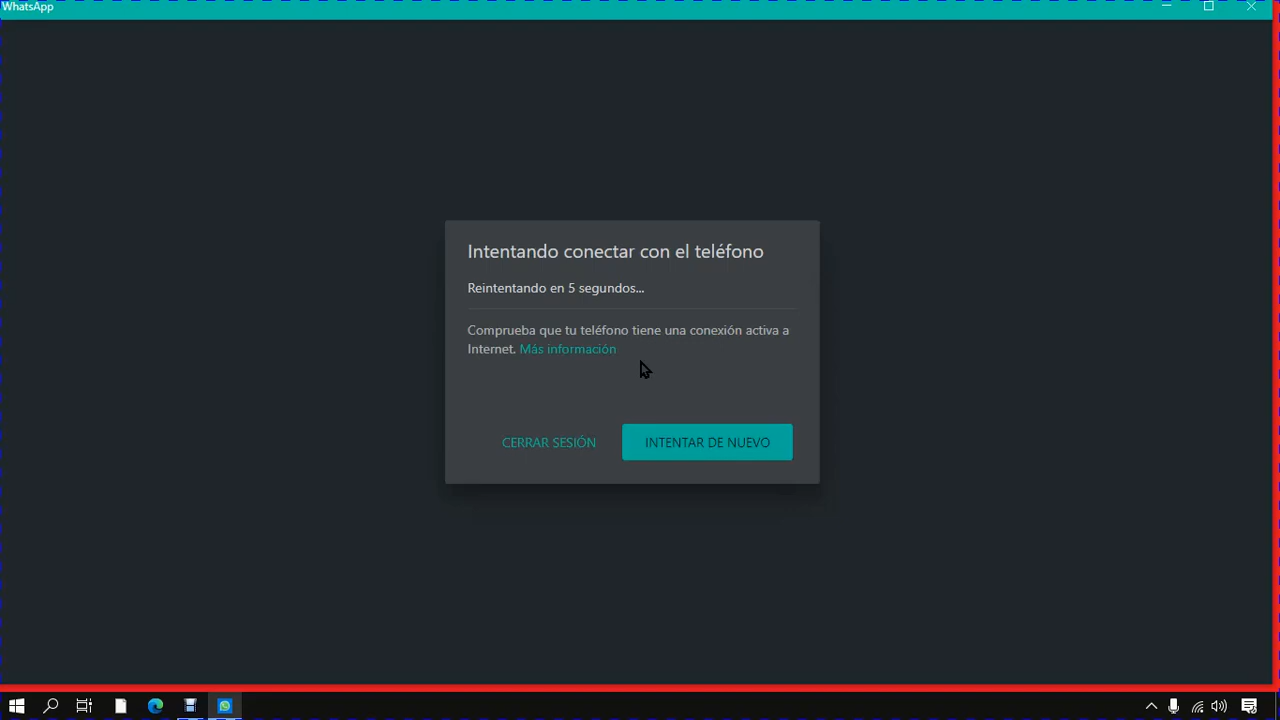 WhatsApp
Intentando conectar con el teléfono
Reintentando en 5 segundos...
Comprueba que tu teléfono tiene una conexión activa a
Internet. Más información
CERRAR SESIÓN
INTENTAR DE NUEVO